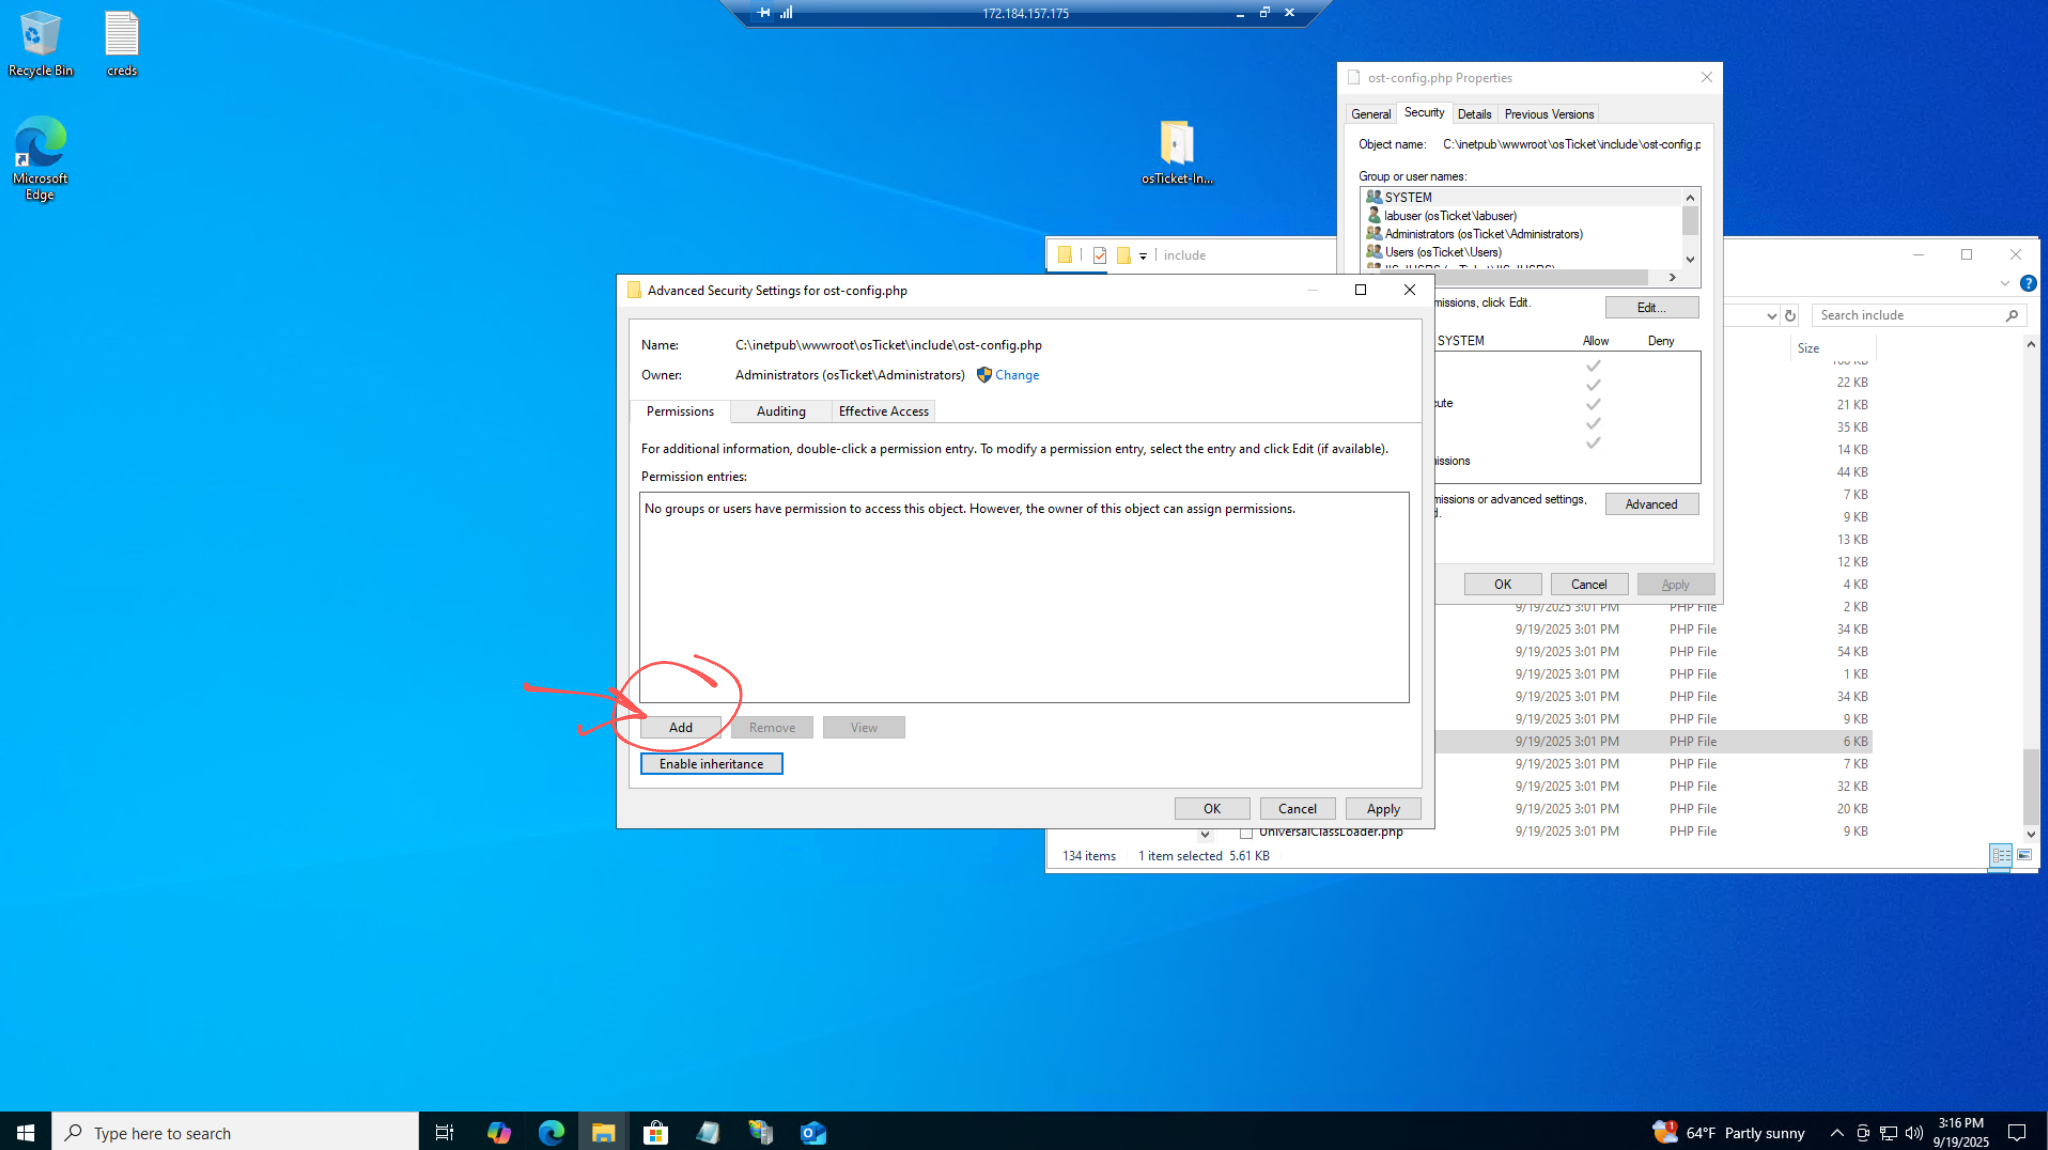 172.184.157.175
Recycle Bin
creds
Microsoft
Edge
osTicket-In...
ost-config.php Properties
General
Security
Details
Previous Versions
Object name: C:\inetpub\wwwroot\osTicket\include\ost-config.p
Group or user names:
SYSTEM
labuser (osTicket\labuser)
Administrators (osTicket\Administrators)
Users (osTicket\Users)
missions, click Edit.
Edit...
SYSTEM Allow Deny
cute
issions
missions or advanced settings,
d.
Advanced
OK Cancel Apply
include
Search include
Size
22 KB
21 KB
35 KB
14 KB
44 KB
7 KB
9 KB
13 KB
12 KB
4 KB
9/19/2025 3:01 PM PHP File 2 KB
9/19/2025 3:01 PM PHP File 34 KB
9/19/2025 3:01 PM PHP File 54 KB
9/19/2025 3:01 PM PHP File 1 KB
9/19/2025 3:01 PM PHP File 34 KB
9/19/2025 3:01 PM PHP File 9 KB
9/19/2025 3:01 PM PHP File 6 KB
9/19/2025 3:01 PM PHP File 7 KB
9/19/2025 3:01 PM PHP File 32 KB
9/19/2025 3:01 PM PHP File 20 KB
UniversalClassLoader.php 9/19/2025 3:01 PM PHP File 9 KB
134 items 1 item selected 5.61 KB
Advanced Security Settings for ost-config.php
Name: C:\inetpub\wwwroot\osTicket\include\ost-config.php
Owner: Administrators (osTicket\Administrators) Change
Permissions Auditing Effective Access
For additional information, double-click a permission entry. To modify a permission entry, select the entry and click Edit (if available).
Permission entries:
No groups or users have permission to access this object. However, the owner of this object can assign permissions.
Add Remove View
Enable inheritance
OK Cancel Apply
Type here to search
64°F Partly sunny
3:16 PM
9/19/2025